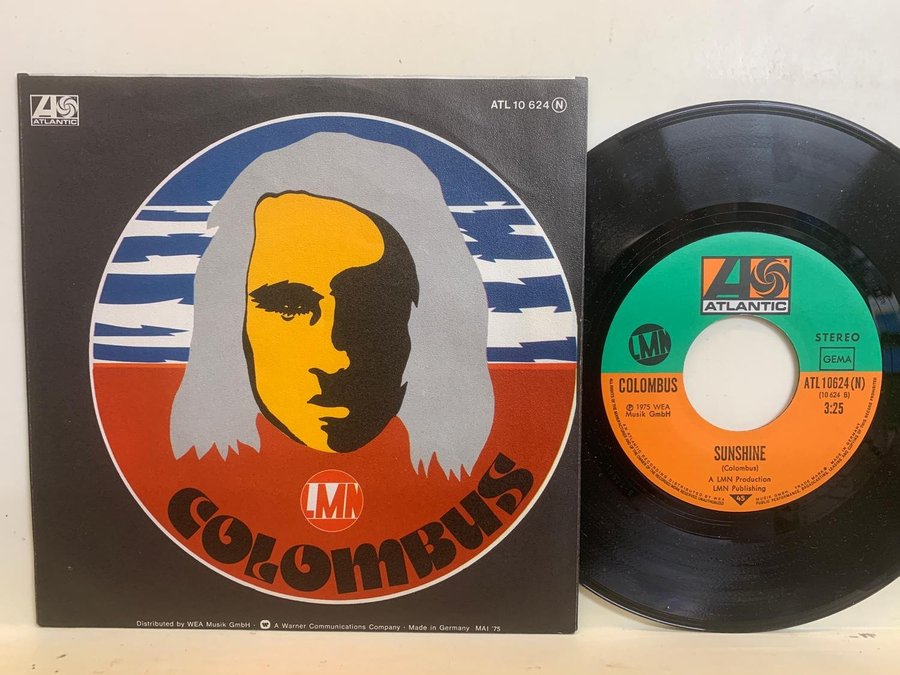 ATLANTIC
ATL 10 624 N
LMN
COLOMBUS
Distributed by WEA Musik GmbH · W A Warner Communications Company · Made in Germany MAI '75
ATLANTIC
LMN
STEREO
GEMA
COLOMBUS
ATL 10624 (N)
(10 624 B)
Ⓟ 1975 WEA
Musik GmbH
3:25
SUNSHINE
(Colombus)
A LMN Production
LMN Publishing
45